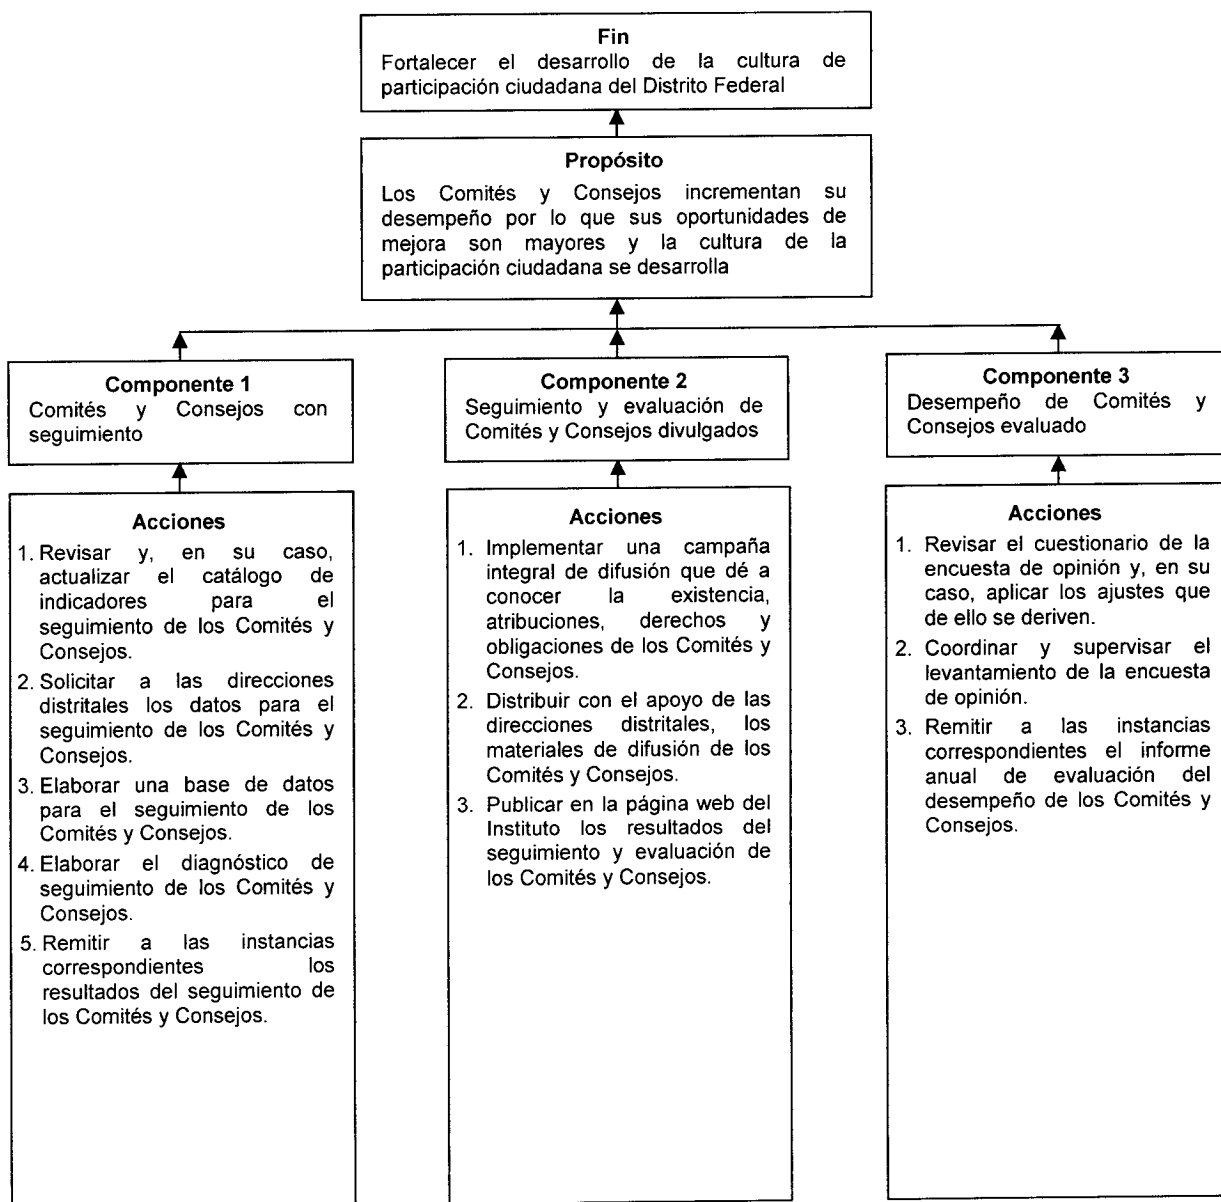 Fin
Fortalecer el desarrollo de la cultura de
participación ciudadana del Distrito Federal
Propósito
Los Comités y Consejos incrementan su
desempeño por lo que sus oportunidades de
mejora son mayores y la cultura de la
participación ciudadana se desarrolla
Componente 1
Comités y Consejos con
seguimiento
Componente 2
Seguimiento y evaluación de
Comités y Consejos divulgados
Componente 3
Desempeño de Comités y
Consejos evaluado
Acciones
1. Revisar y, en su caso,
actualizar el catálogo de
indicadores para el
seguimiento de los Comités y
Consejos.
2. Solicitar a las direcciones
distritales los datos para el
seguimiento de los Comités y
Consejos.
3. Elaborar una base de datos
para el seguimiento de los
Comités y Consejos.
4. Elaborar el diagnóstico de
seguimiento de los Comités y
Consejos.
5. Remitir a las instancias
correspondientes los
resultados del seguimiento de
los Comités y Consejos.
Acciones
1. Implementar una campaña
integral de difusión que dé a
conocer la existencia,
atribuciones, derechos y
obligaciones de los Comités y
Consejos.
2. Distribuir con el apoyo de las
direcciones distritales, los
materiales de difusión de los
Comités y Consejos.
3. Publicar en la página web del
Instituto los resultados del
seguimiento y evaluación de
los Comités y Consejos.
Acciones
1. Revisar el cuestionario de la
encuesta de opinión y, en su
caso, aplicar los ajustes que
de ello se deriven.
2. Coordinar y supervisar el
levantamiento de la encuesta
de opinión.
3. Remitir a las instancias
correspondientes el informe
anual de evaluación del
desempeño de los Comités y
Consejos.